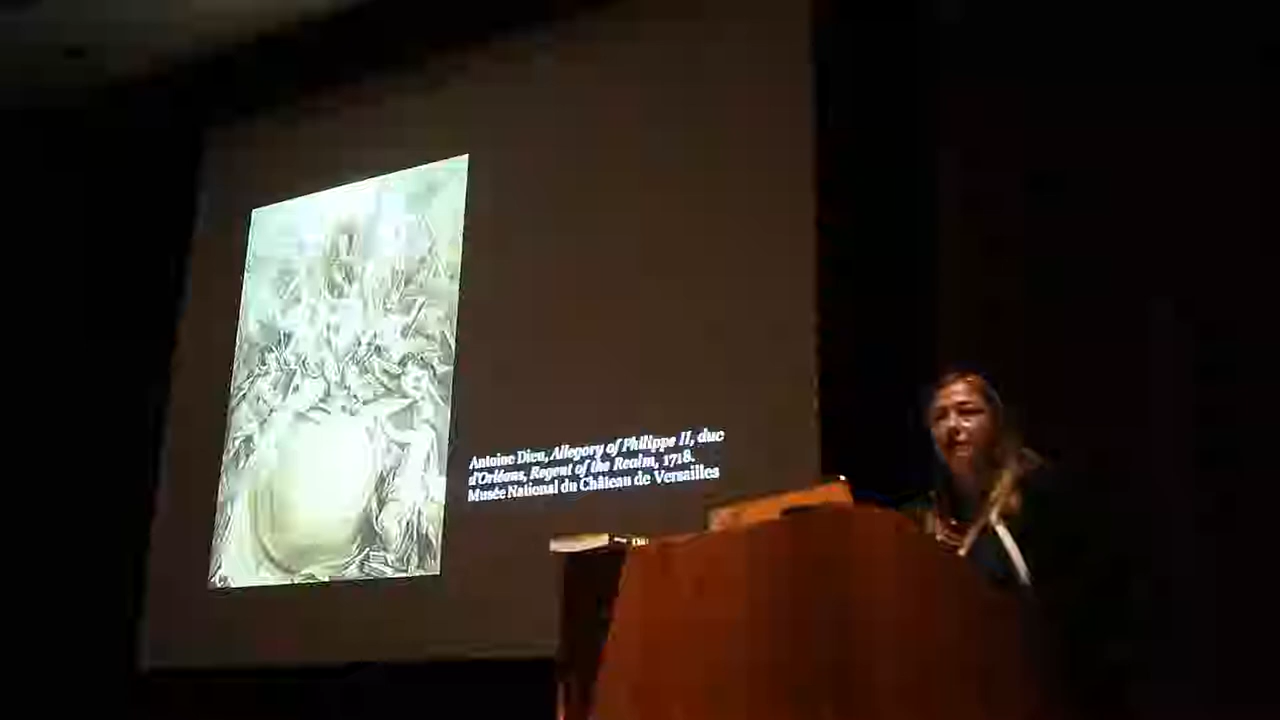 Antoine Dieu, Allegory of Philippe II, duc
d'Orléans, Regent of the Realm, 1718.
Musée National du Château de Versailles